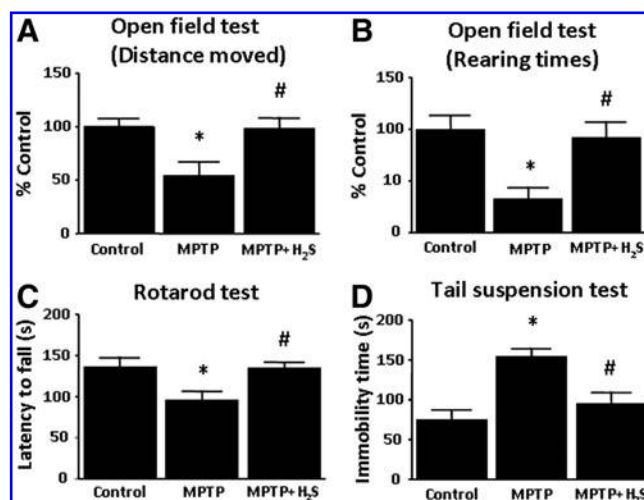 A
Open field test
(Distance moved)
% Control
150
100
50
0
*
#
Control MPTP MPTP+ H₂S
B
Open field test
(Rearing times)
% Control
150
100
10
0
*
#
Control MPTP MPTP+ H₂S
C
Rotarod test
Latency to fall (s)
200
150
100
50
0
*
#
Control MPTP MPTP+ H₂S
D
Tail suspension test
Immobility time (s)
200
150
100
50
0
*
#
Control MPTP MPTP+ H₂S